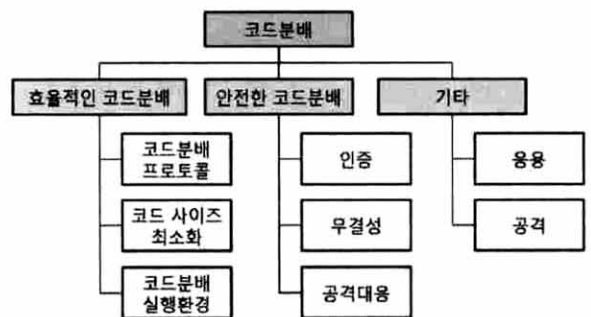 코드분배
효율적인 코드분배
안전한 코드분배
기타
코드분배
프로토콜
인증
응용
코드 사이즈
최소화
무결성
공격
코드분배
실행환경
공격대응